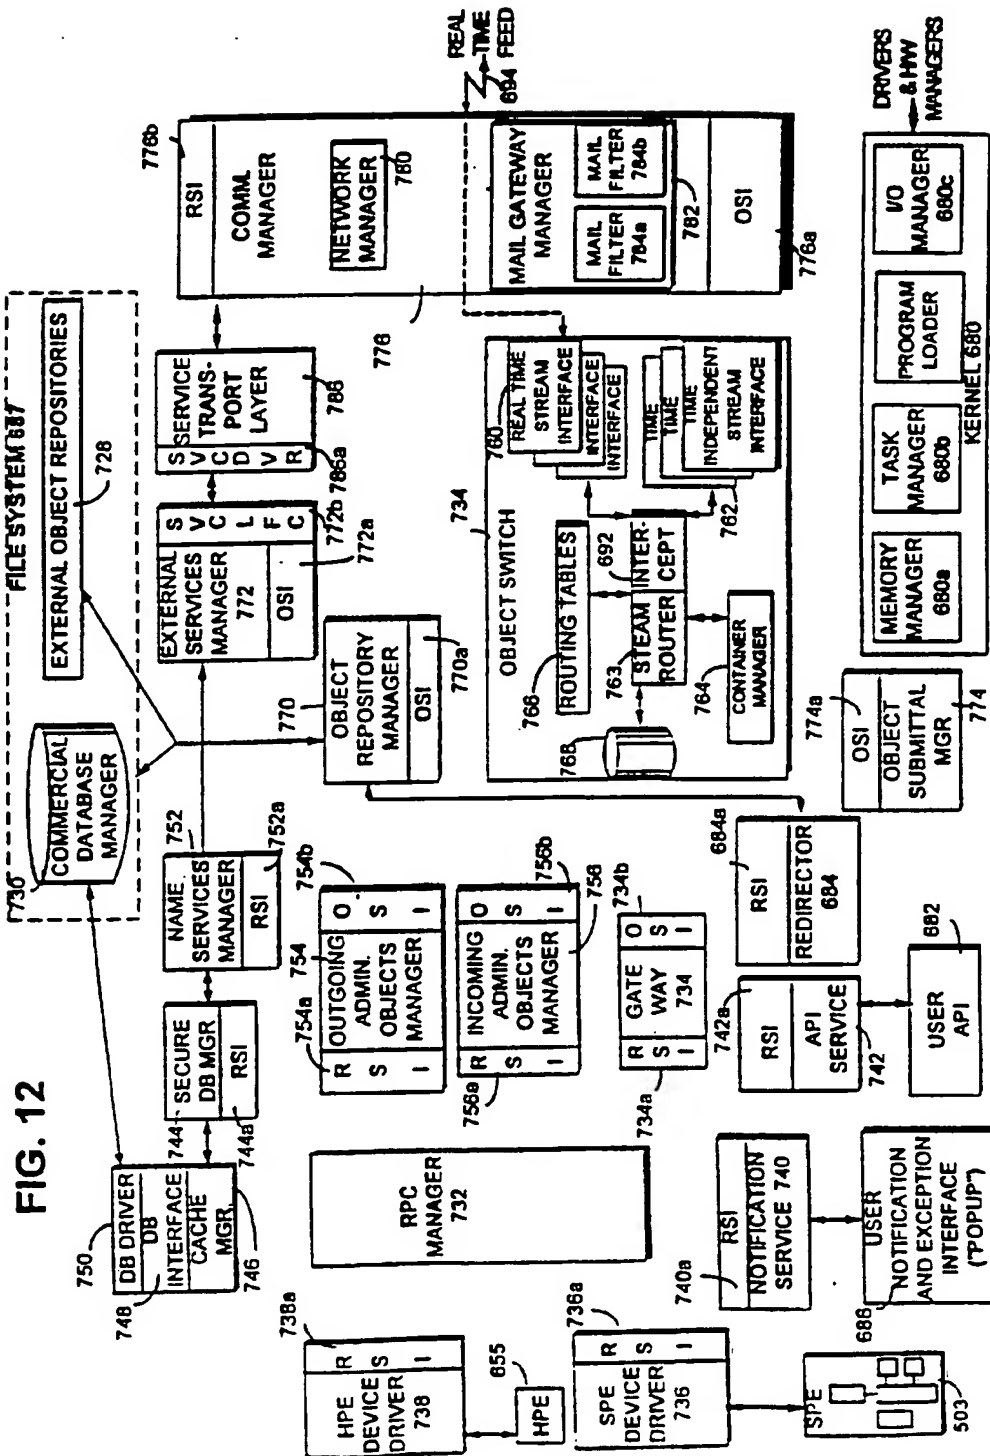 FIG. 12
FILE SYSTEM 687
EXTERNAL OBJECT REPOSITORIES
728
730
COMMERCIAL
DATABASE
MANAGER
750
DB DRIVER
DB
INTERFACE
CACHE
MGR.
748
746
744
SECURE
DB MGR
RSI
744a
752
NAME
SERVICES
MANAGER
RSI
752a
EXTERNAL
SERVICES
MANAGER
772
OSI
S
V
C
L
F
C
772b
772a
S
V
C
D
V
R
SERVICE
TRANS-
PORT
LAYER
786
786a
776b
RSI
COMM.
MANAGER
NETWORK
MANAGER
780
776
MAIL GATEWAY
MANAGER
MAIL
FILTER
784a
MAIL
FILTER
784b
782
OSI
776a
REAL
TIME
FEED
694
770
OBJECT
REPOSITORY
MANAGER
OSI
770a
754
754a
R
S
I
OUTGOING
ADMIN.
OBJECTS
MANAGER
O
S
I
754b
756a
R
S
I
INCOMING
ADMIN.
OBJECTS
MANAGER
O
S
I
756b
756
734a
R
S
I
GATE
WAY
734
O
S
I
734b
RPC
MANAGER
732
734
OBJECT SWITCH
766
ROUTING TABLES
692
763
STEAM
ROUTER
INTER-
CEPT
764
CONTAINER
MANAGER
768
760
REAL TIME
STREAM
INTERFACE
INTERFACE
INTERFACE
TIME
TIME
TIME
INDEPENDENT
STREAM
INTERFACE
762
738a
HPE
DEVICE
DRIVER
738
R
S
I
655
HPE
736a
SPE
DEVICE
DRIVER
736
R
S
I
SPE
503
740a
RSI
NOTIFICATION
SERVICE 740
USER
NOTIFICATION
AND EXCEPTION
INTERFACE
("POPUP")
686
742a
RSI
API
SERVICE
742
USER
API
682
684a
RSI
REDIRECTOR
684
774a
OSI
OBJECT
SUBMITTAL
MGR
774
MEMORY
MANAGER
680a
TASK
MANAGER
680b
PROGRAM
LOADER
I/O
MANAGER
680c
KERNEL 680
DRIVERS
& H/W
MANAGERS